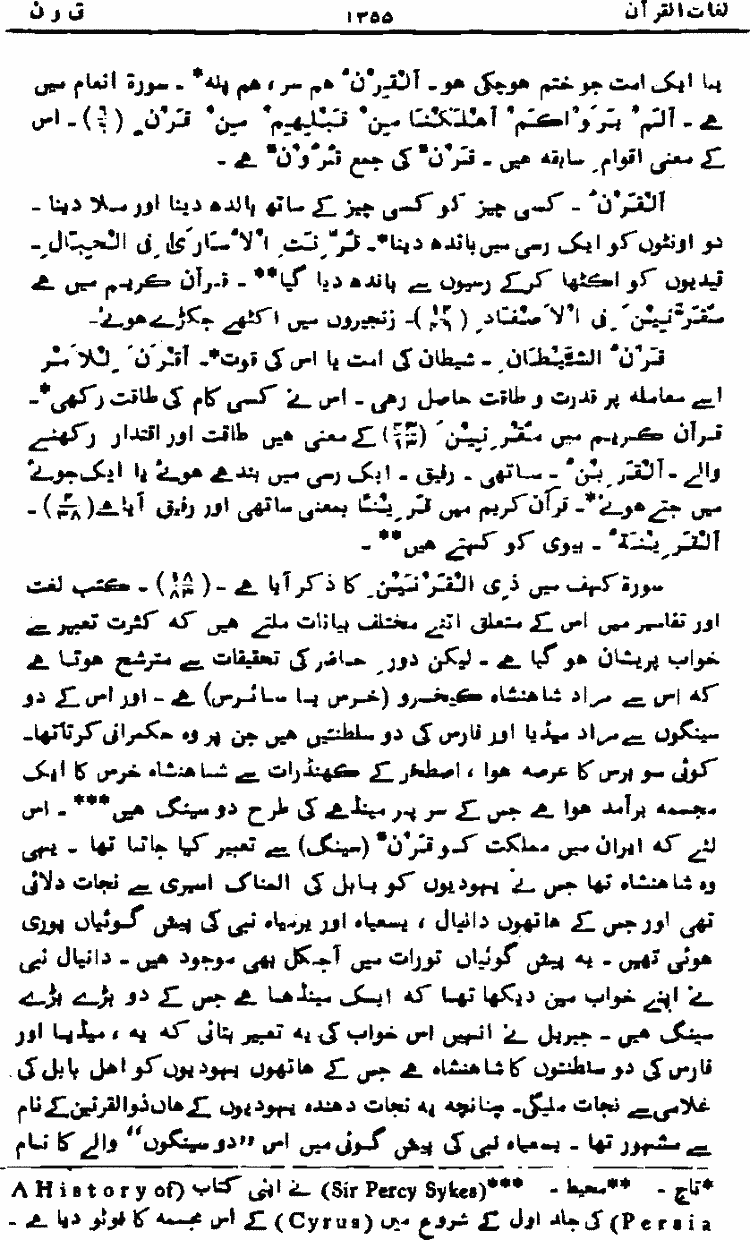 لغات القرآن ۱۳۵۵ ق ر ن
یا ایک امت جو ختم ہوچکی ہو۔ اَلْقِرْنُ ہم سر، ہم پلہ*۔ سورۃ انعام میں
ہے۔ اَلَمْ یَرَوْاکَمْ اَھْلَکْنَا مِنْ قَبْلِہِمْ مِنْ قَرْنٍ (۶/۶)۔ اس
کے معنی اقوامِ سابقہ ہیں۔ قَرْنٌ کی جمع قُرُوْنٌ ہے۔
اَلْقَرْنُ۔ کسی چیز کو کسی چیز کے ساتھ باندھ دینا اور سلا دینا۔
دو اونٹوں کو ایک رسی میں باندھ دینا*۔ قُرِّنَتِ الْاُسَارَیٰ فِی الْحِبَالِ۔
قیدیوں کو اکٹھا کرکے رسیوں سے باندھ دیا گیا**۔ قرآن کریم میں ہے
مُقَرَّنِیْنَ فِی الْاَصْفَادِ (۱۴/۴۹)۔ زنجیروں میں اکٹھے جکڑے ہوئے۔
قَرْنُ الشَّیْطَانِ۔ شیطان کی امت یا اس کی قوت*۔ اَقْرَنَ لِلْاَمْرِ
اسے معاملہ پر قدرت و طاقت حاصل رہی۔ اس نے کسی کام کی طاقت رکھی*۔
قرآن کریم میں مُقْرِنِیْنَ (۴۳/۱۳) کے معنی ہیں طاقت اور اقتدار رکھنے
والے۔ اَلْقَرِیْنُ۔ ساتھی۔ رفیق۔ ایک رسی میں بندھے ہوئے یا ایک جوئے
میں جتے ہوئے*۔ قرآن کریم میں قَرِیْنًا بمعنی ساتھی اور رفیق آیا ہے (۴/۳۸)۔
اَلْقَرِیْنَۃُ۔ بیوی کو کہتے ہیں**۔
سورۃ کہف میں ذِی الْقَرْنَیْنِ کا ذکر آیا ہے۔ (۱۸/۸۳)۔ کتب لغت
اور تفاسیر میں اس کے متعلق اتنے مختلف بیانات ملتے ہیں کہ کثرت تعبیر سے
خواب پریشان ہو گیا ہے۔ لیکن دورِ حاضر کی تحقیقات سے مترشح ہوتا ہے
کہ اس سے مراد شاہنشاہ کیخسرو (خرس یا سائرس) ہے۔ اور اس کے دو
سینگوں سے مراد میڈیا اور فارس کی دو سلطنتیں ہیں جن پر وہ حکمرانی کرتا تھا۔
کوئی سو برس کا عرصہ ہوا، اصطخر کے کھنڈرات سے شاہنشاہ خرس کا ایک
مجسمہ برآمد ہوا ہے جس کے سر پر مینڈھے کی طرح دو سینگ ہیں***۔ اس
لئے کہ ایران میں مملکت کو قَرْنٌ (سینگ) سے تعبیر کیا جاتا تھا۔ یہی
وہ شاہنشاہ تھا جس نے یہودیوں کو بابل کی المناک اسیری سے نجات دلائی
تھی اور جس کے ہاتھوں دانیال، یسعیاہ اور یرمیاہ نبی کی پیش گوئیاں پوری
ہوئی تھیں۔ یہ پیش گوئیاں تورات میں آجکل بھی موجود ہیں۔ دانیال نبی
نے اپنے خواب میں دیکھا تھا کہ ایک مینڈھا ہے جس کے دو بڑے بڑے
سینگ ہیں۔ جبریل نے انہیں اس خواب کی یہ تعبیر بتائی کہ یہ، میڈیا اور
فارس کی دو سلطنتوں کا شاہنشاہ ہے جس کے ہاتھوں یہودیوں کو اہل بابل کی
غلامی سے نجات ملیگی۔ چنانچہ یہ نجات دہندہ یہودیوں کے ہاں ذوالقرنین کے نام
سے مشہور تھا۔ یسعیاہ نبی کی پیش گوئی میں اس ”دو سینگوں“ والے کا نام
*تاج۔ **محیط۔ ***(Sir Percy Sykes) نے اپنی کتاب (A History of
Persia) کی جلد اول کے شروع میں (Cyrus) کے اس مجسمہ کا فوٹو دیا ہے۔